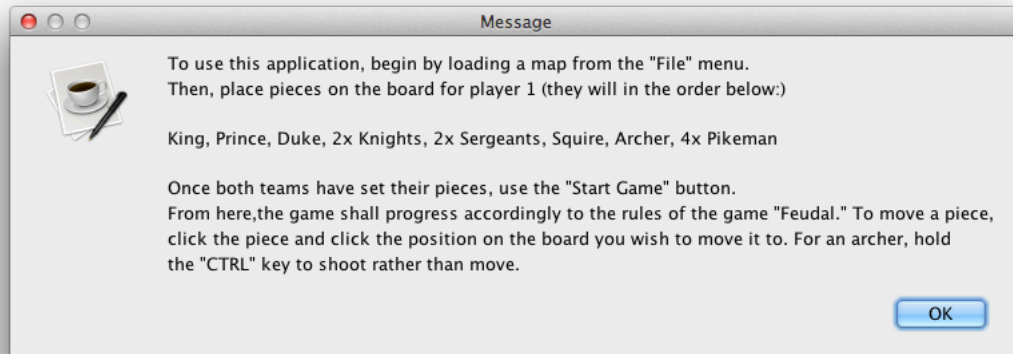 Message
To use this application, begin by loading a map from the "File" menu.
Then, place pieces on the board for player 1 (they will in the order below:)
King, Prince, Duke, 2x Knights, 2x Sergeants, Squire, Archer, 4x Pikeman
Once both teams have set their pieces, use the "Start Game" button.
From here,the game shall progress accordingly to the rules of the game "Feudal." To move a piece,
click the piece and click the position on the board you wish to move it to. For an archer, hold
the "CTRL" key to shoot rather than move.
OK